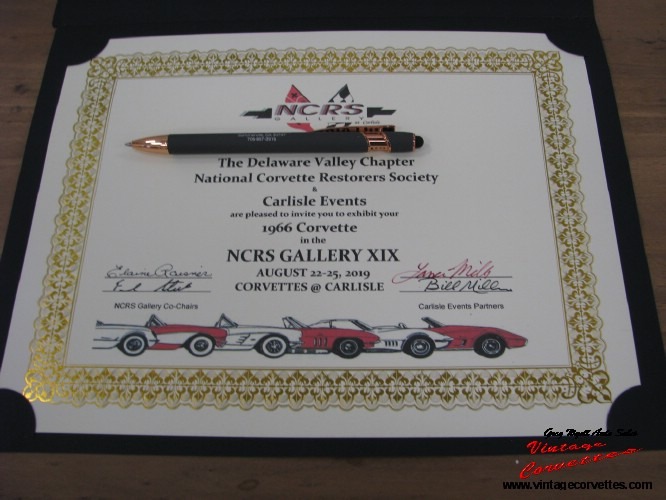 NCRS
GALLERY
The Delaware Valley Chapter
National Corvette Restorers Society
&
Carlisle Events
are pleased to invite you to exhibit your
1966 Corvette
in the
NCRS GALLERY XIX
AUGUST 22-25, 2019
CORVETTES @ CARLISLE
NCRS Gallery Co-Chairs
Carlisle Events Partners
Bill Miller
Vintage
Corvettes
www.vintagecorvettes.com